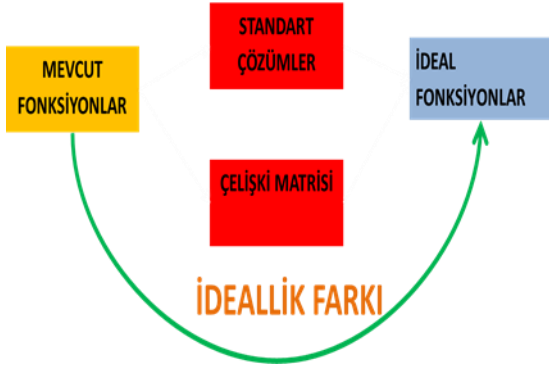 MEVCUT
FONKSİYONLAR
STANDART
ÇÖZÜMLER
İDEAL
FONKSİYONLAR
ÇELİŞKİ MATRİSİ
İDEALLİK FARKI